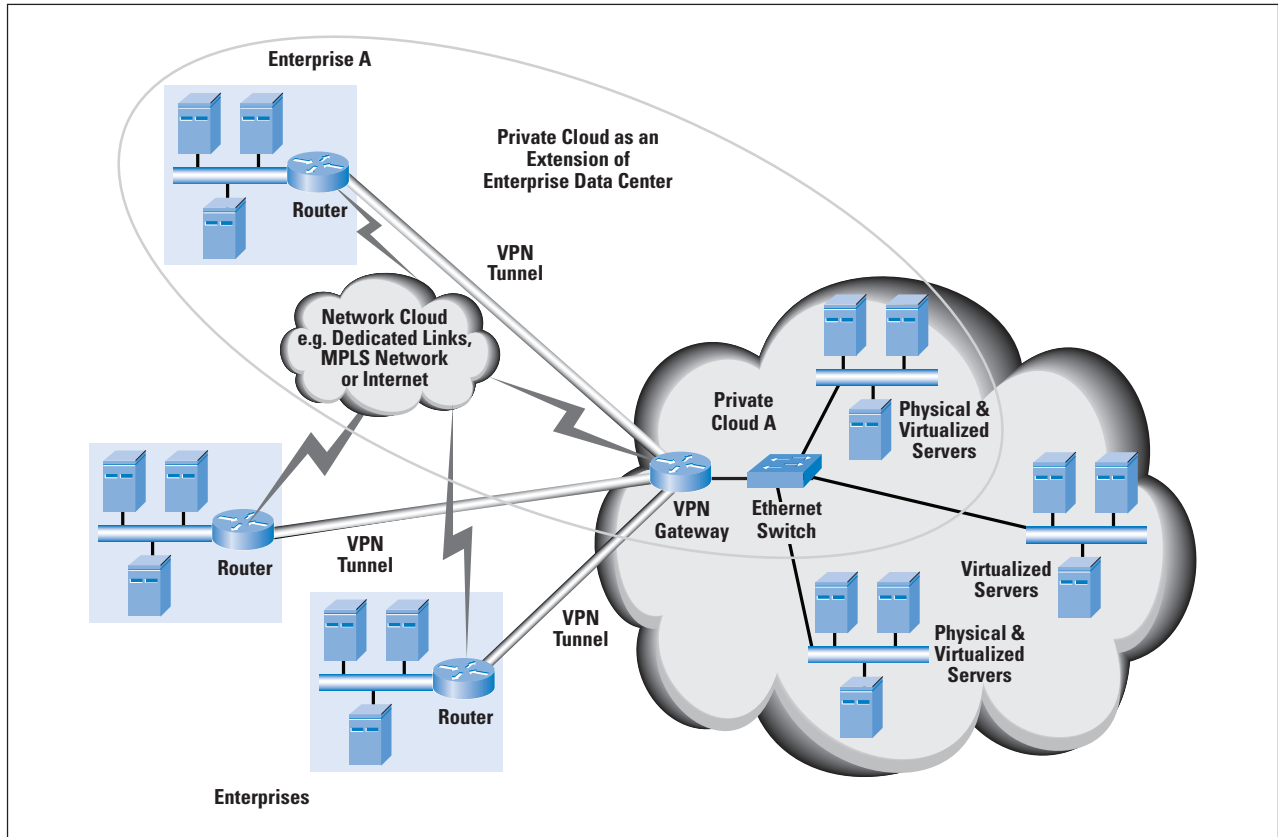 Enterprise A
Private Cloud as an
Extension of
Enterprise Data Center
Router
VPN
Tunnel
Network Cloud
e.g. Dedicated Links,
MPLS Network
or Internet
Private
Cloud A
Physical &
Virtualized
Servers
VPN
Gateway
Ethernet
Switch
Router
VPN
Tunnel
Virtualized
Servers
VPN
Tunnel
Physical &
Virtualized
Servers
Router
Enterprises